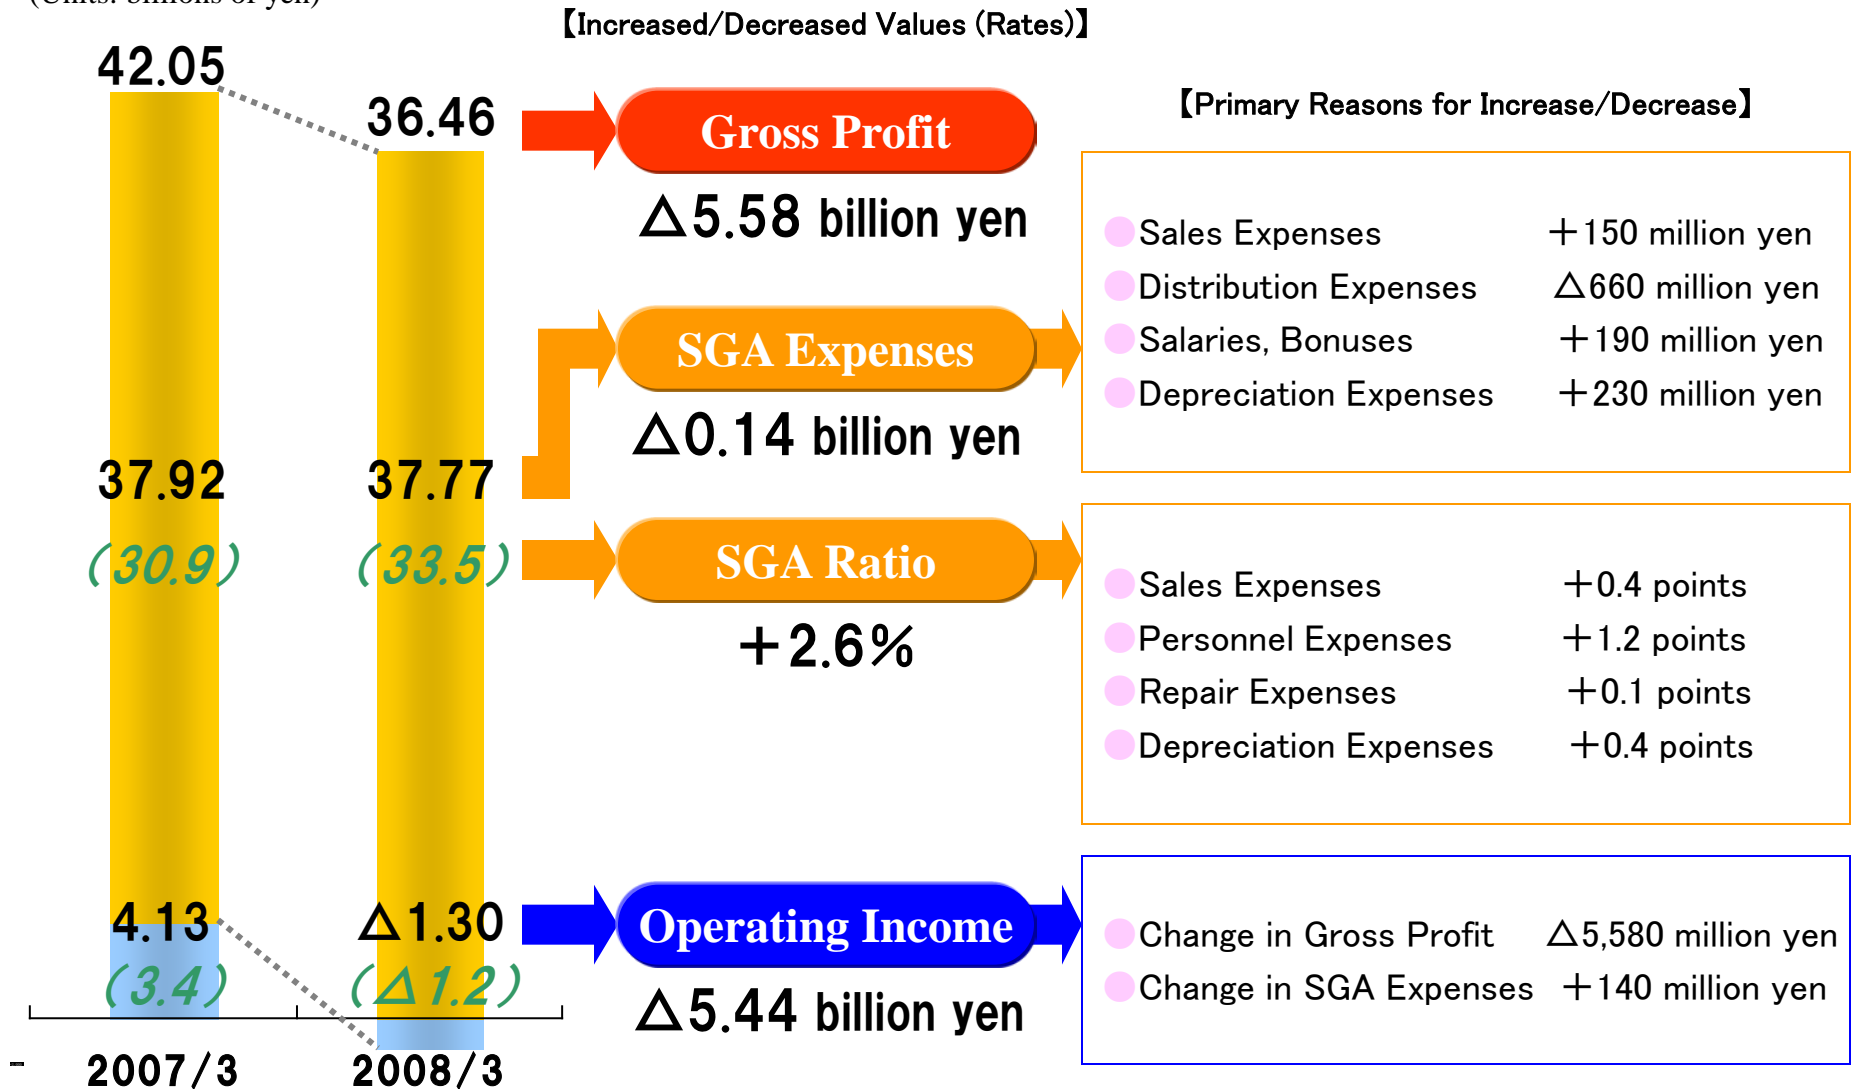 (Units: billions of yen)
【Increased/Decreased Values (Rates)】
42.05
36.46
Gross Profit
【Primary Reasons for Increase/Decrease】
△5.58 billion yen
Sales Expenses +150 million yen
Distribution Expenses △660 million yen
Salaries, Bonuses +190 million yen
Depreciation Expenses +230 million yen
SGA Expenses
△0.14 billion yen
37.92
37.77
(30.9)
(33.5)
SGA Ratio
+2.6%
Sales Expenses +0.4 points
Personnel Expenses +1.2 points
Repair Expenses +0.1 points
Depreciation Expenses +0.4 points
4.13
△1.30
(3.4)
(△1.2)
Operating Income
△5.44 billion yen
Change in Gross Profit △5,580 million yen
Change in SGA Expenses +140 million yen
2007/3
2008/3